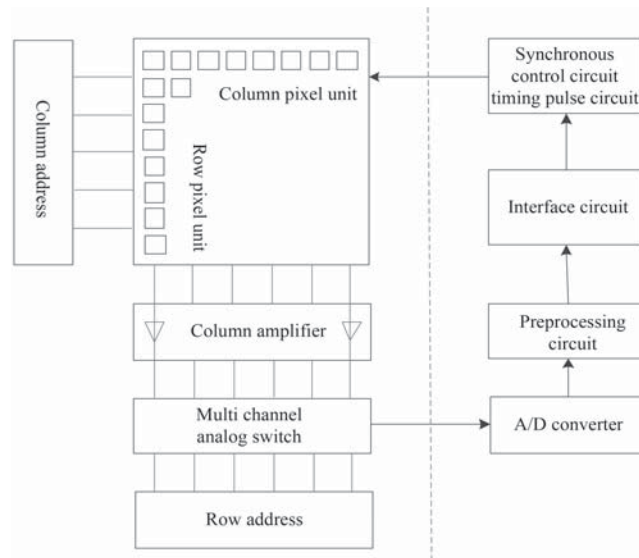 Column address
Column pixel unit
Row pixel unit
Column amplifier
Multi channel
analog switch
Row address
Synchronous
control circuit
timing pulse circuit
Interface circuit
Preprocessing
circuit
A/D converter